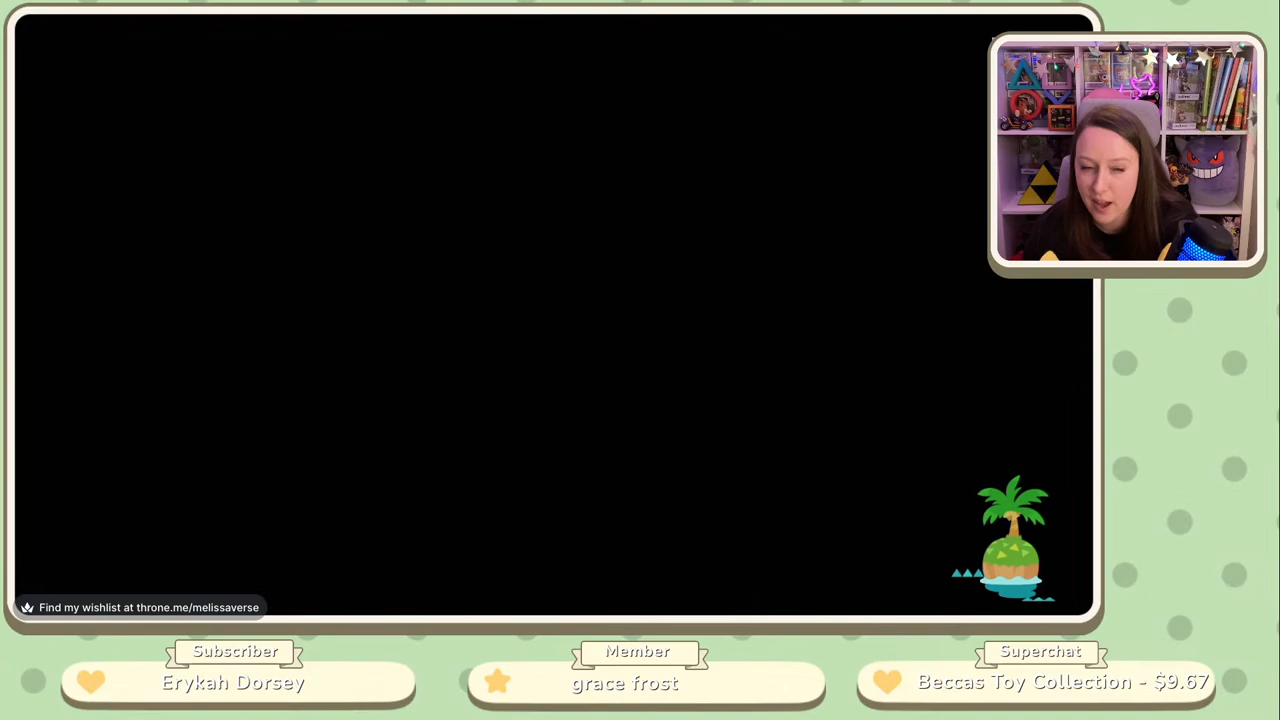 Find my wishlist at throne.me/melissaverse
Subscriber
Erykah Dorsey
Member
grace frost
Superchat
Beccas Toy Collection - $9.67